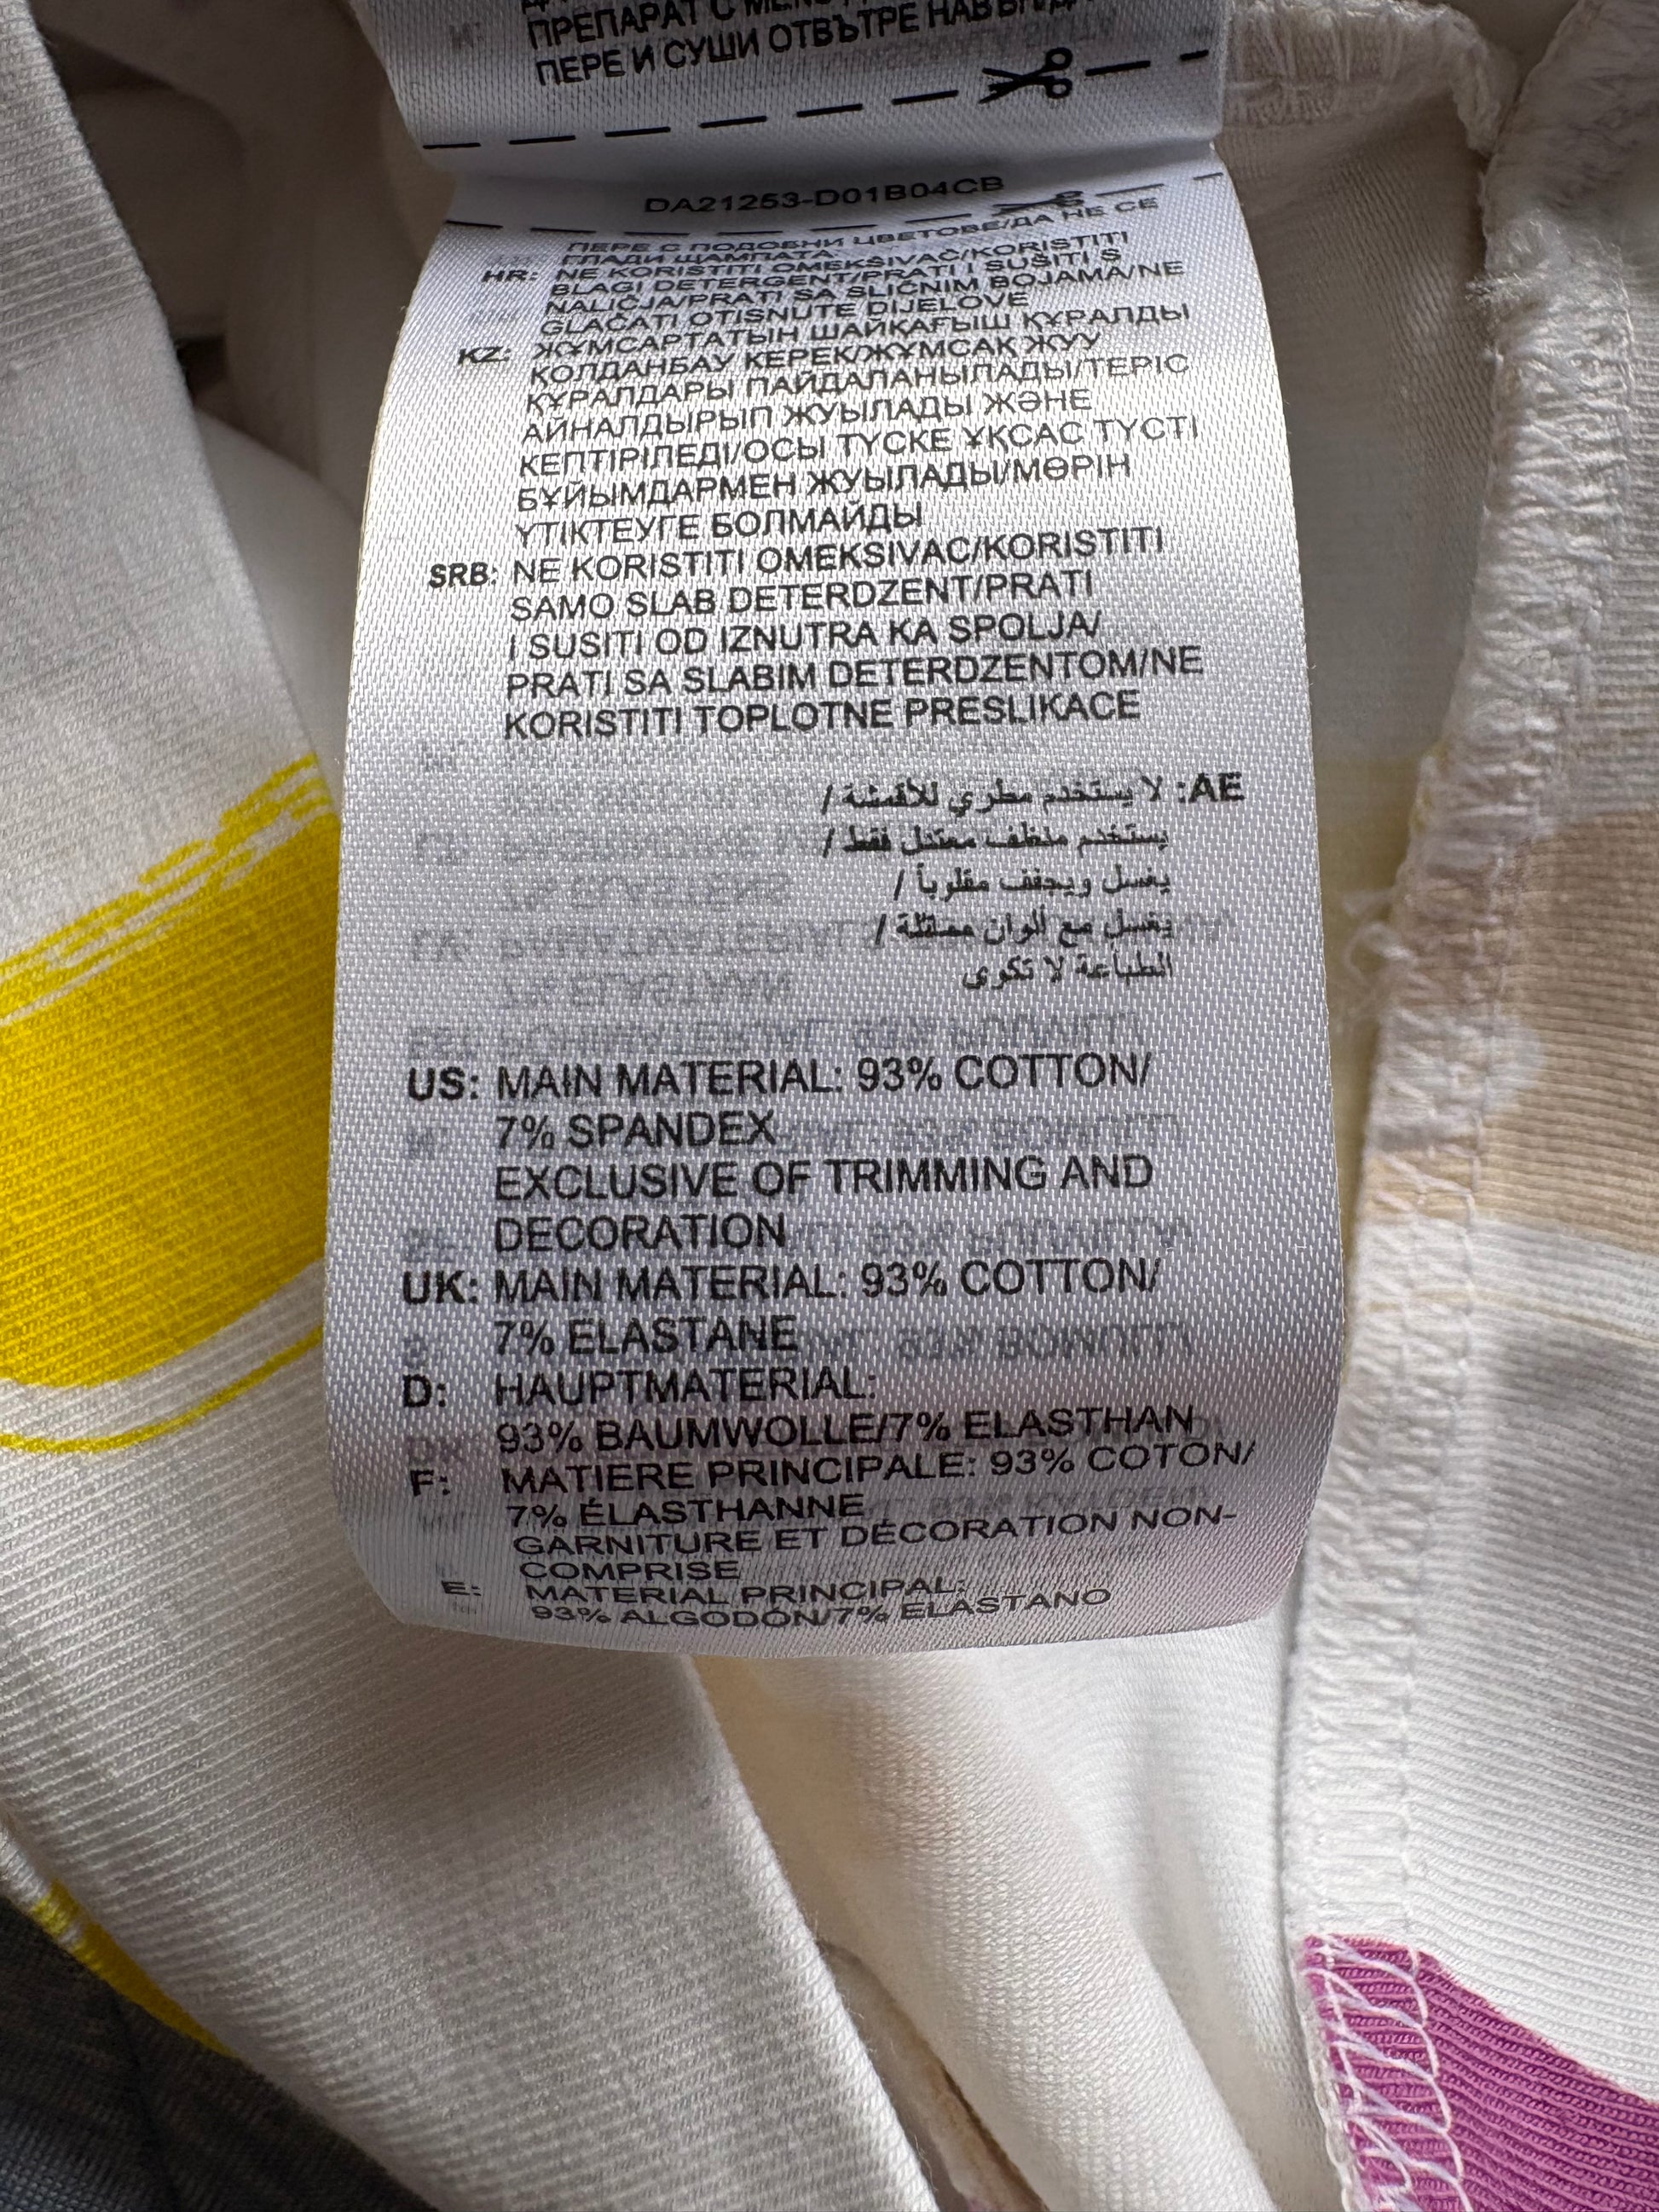 ПРЕПАРАТ С
ПЕРЕ И СУШИ ОТВЪТРЕ
DA21253-D01B04CB
ПЕРЕ С ПОДОБНИ ЦВЕТОВЕ/ДА НЕ СЕ
ГЛАДИ ЩАМПАТА
HR: NE KORISTITI OMEKSIVAČ/KORISTITI
BLAGI DETERGENT/PRATI I SUŠITI S
NALIČJA/PRATI SA SLIČNIM BOJAMA/NE
GLAČATI OTISNUTE DIJELOVE
KZ: ЖҰМСАРТАТЫН ШАЙҚАҒЫШ ҚҰРАЛДЫ
ҚОЛДАНБАУ КЕРЕК/ЖҰМСАҚ ЖУУ
ҚҰРАЛДАРЫ ПАЙДАЛАНЫЛАДЫ/ТЕРІС
АЙНАЛДЫРЫП ЖУЫЛАДЫ ЖӘНЕ
КЕПТІРІЛЕДІ/ОСЫ ТҮСКЕ ҰҚСАС ТҮСТІ
БҰЙЫМДАРМЕН ЖУЫЛАДЫ/МӨРІН
ҮТІКТЕУГЕ БОЛМАЙДЫ
SRB: NE KORISTITI OMEKSIVAC/KORISTITI
SAMO SLAB DETERDZENT/PRATI
I SUSITI OD IZNUTRA KA SPOLJA/
PRATI SA SLABIM DETERDZENTOM/NE
KORISTITI TOPLOTNE PRESLIKACE
AE: لا يستخدم مطري للأقمشة /
يستخدم منظف معتدل فقط /
يغسل ويجفف مقلوباً /
يغسل مع ألوان مماثلة /
الطباعة لا تكوى
US: MAIN MATERIAL: 93% COTTON/
7% SPANDEX
EXCLUSIVE OF TRIMMING AND
DECORATION
UK: MAIN MATERIAL: 93% COTTON/
7% ELASTANE
D: HAUPTMATERIAL:
93% BAUMWOLLE/7% ELASTHAN
F: MATIERE PRINCIPALE: 93% COTON/
7% ÉLASTHANNE
GARNITURE ET DÉCORATION NON-
COMPRISE
E: MATERIAL PRINCIPAL:
93% ALGODÓN/7% ELASTANO